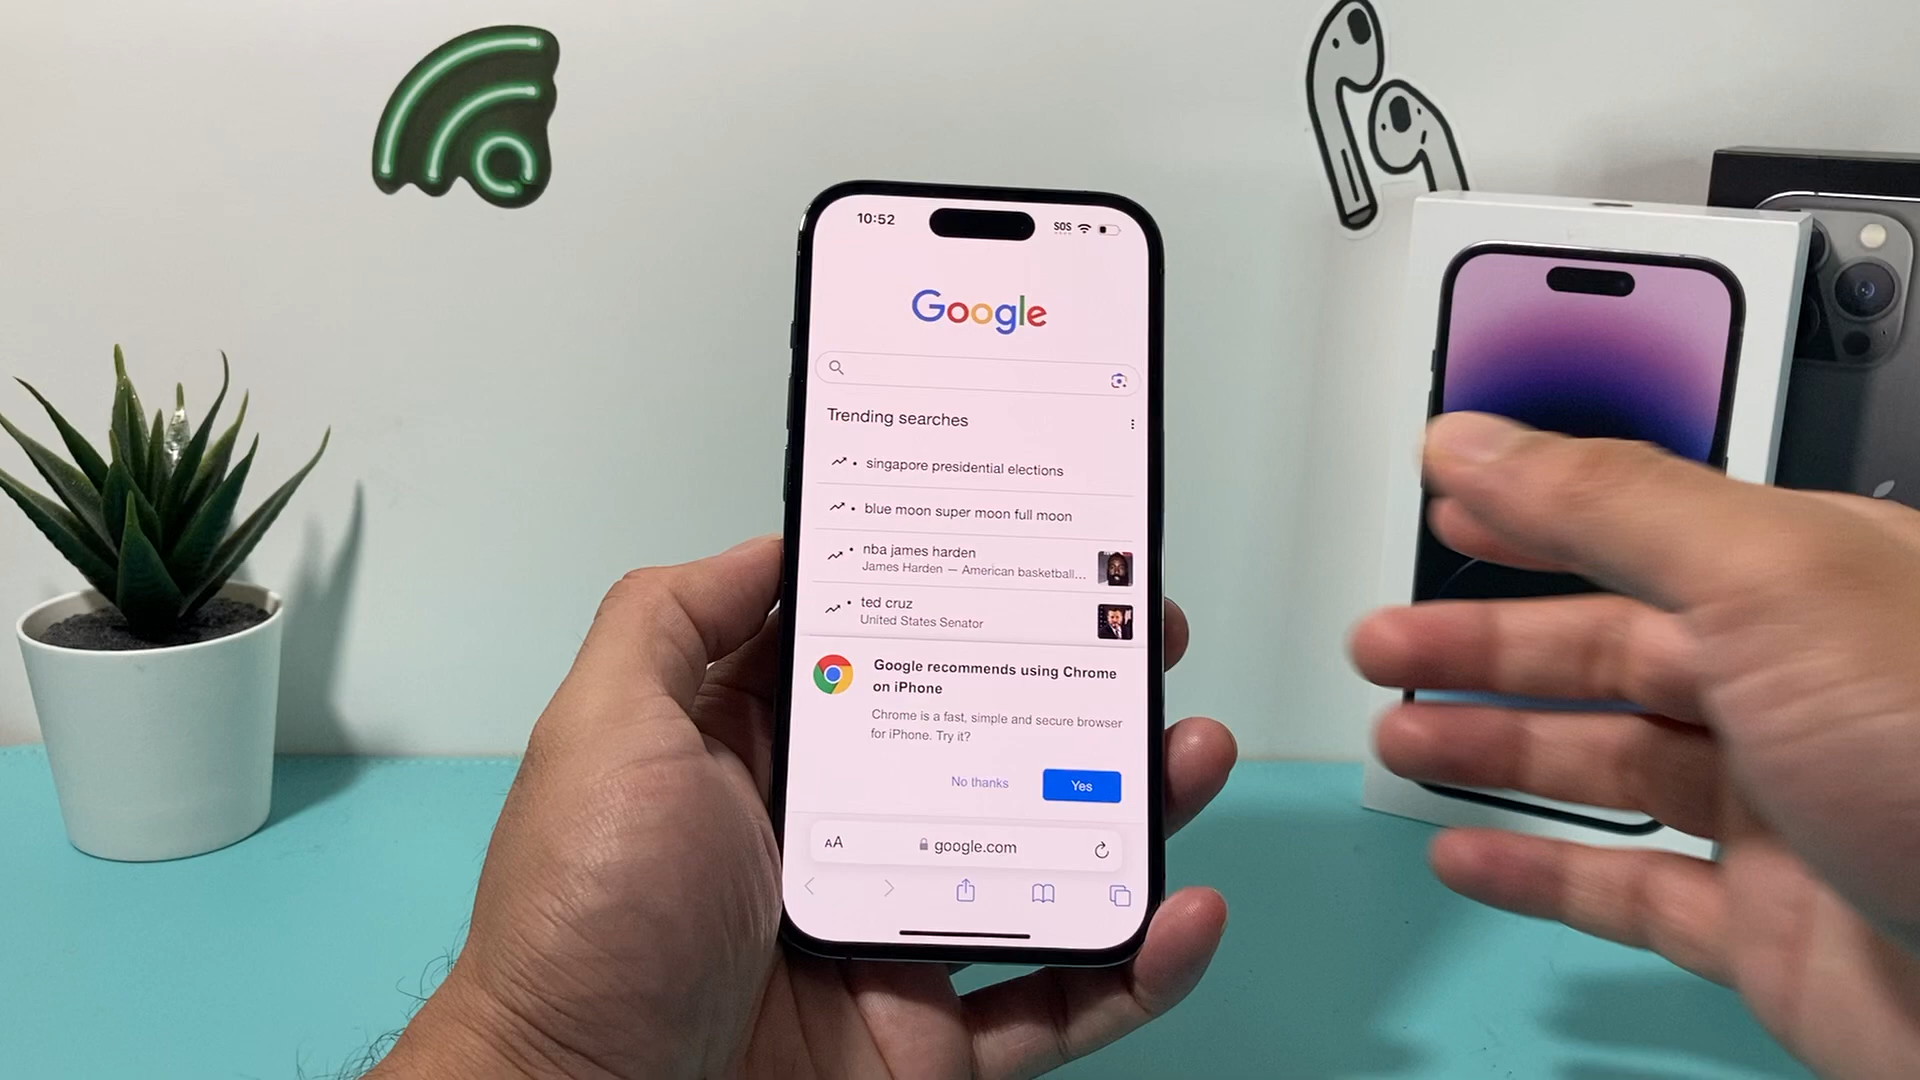 10:52
SOS
Google
Trending searches
singapore presidential elections
blue moon super moon full moon
nba james harden
James Harden — American basketball...
ted cruz
United States Senator
Google recommends using Chrome
on iPhone
Chrome is a fast, simple and secure browser
for iPhone. Try it?
No thanks
Yes
AA
google.com